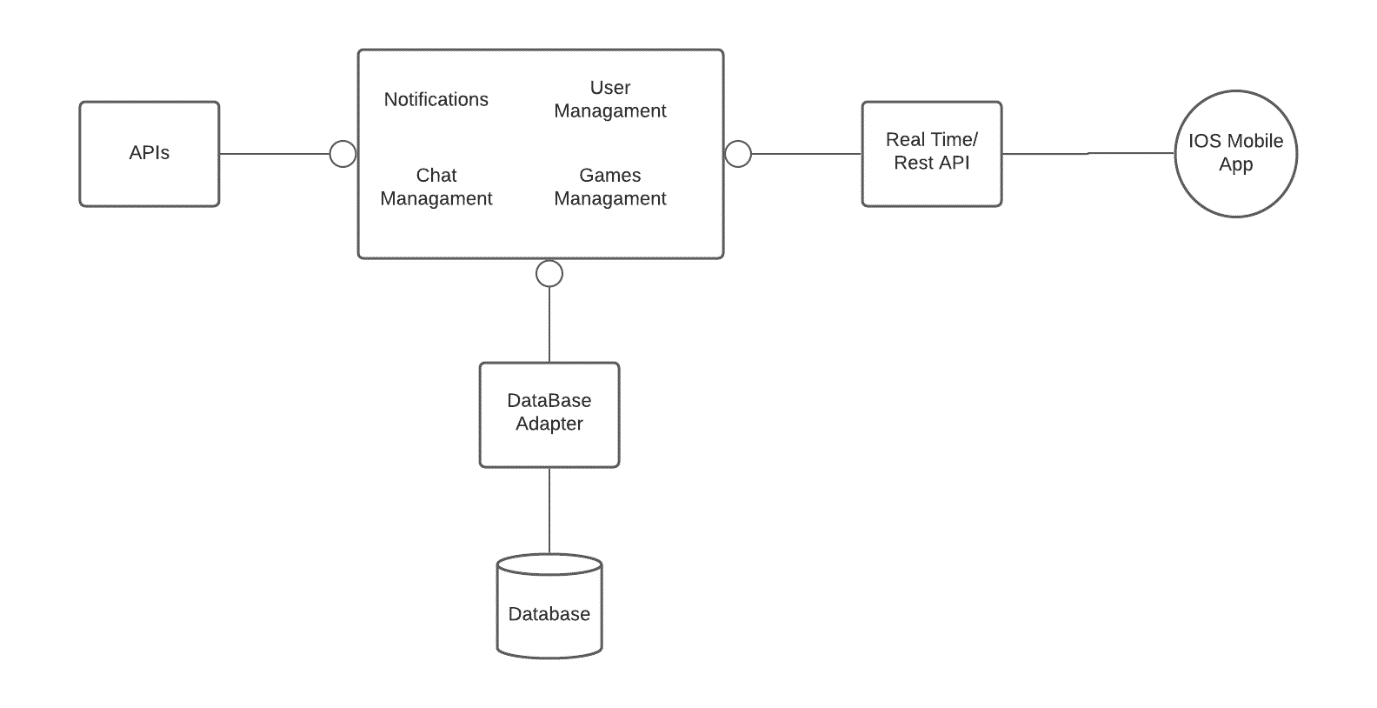 APIs
Notifications
User
Managament
Chat
Managament
Games
Managament
Real Time/
Rest API
IOS Mobile
App
DataBase
Adapter
Database